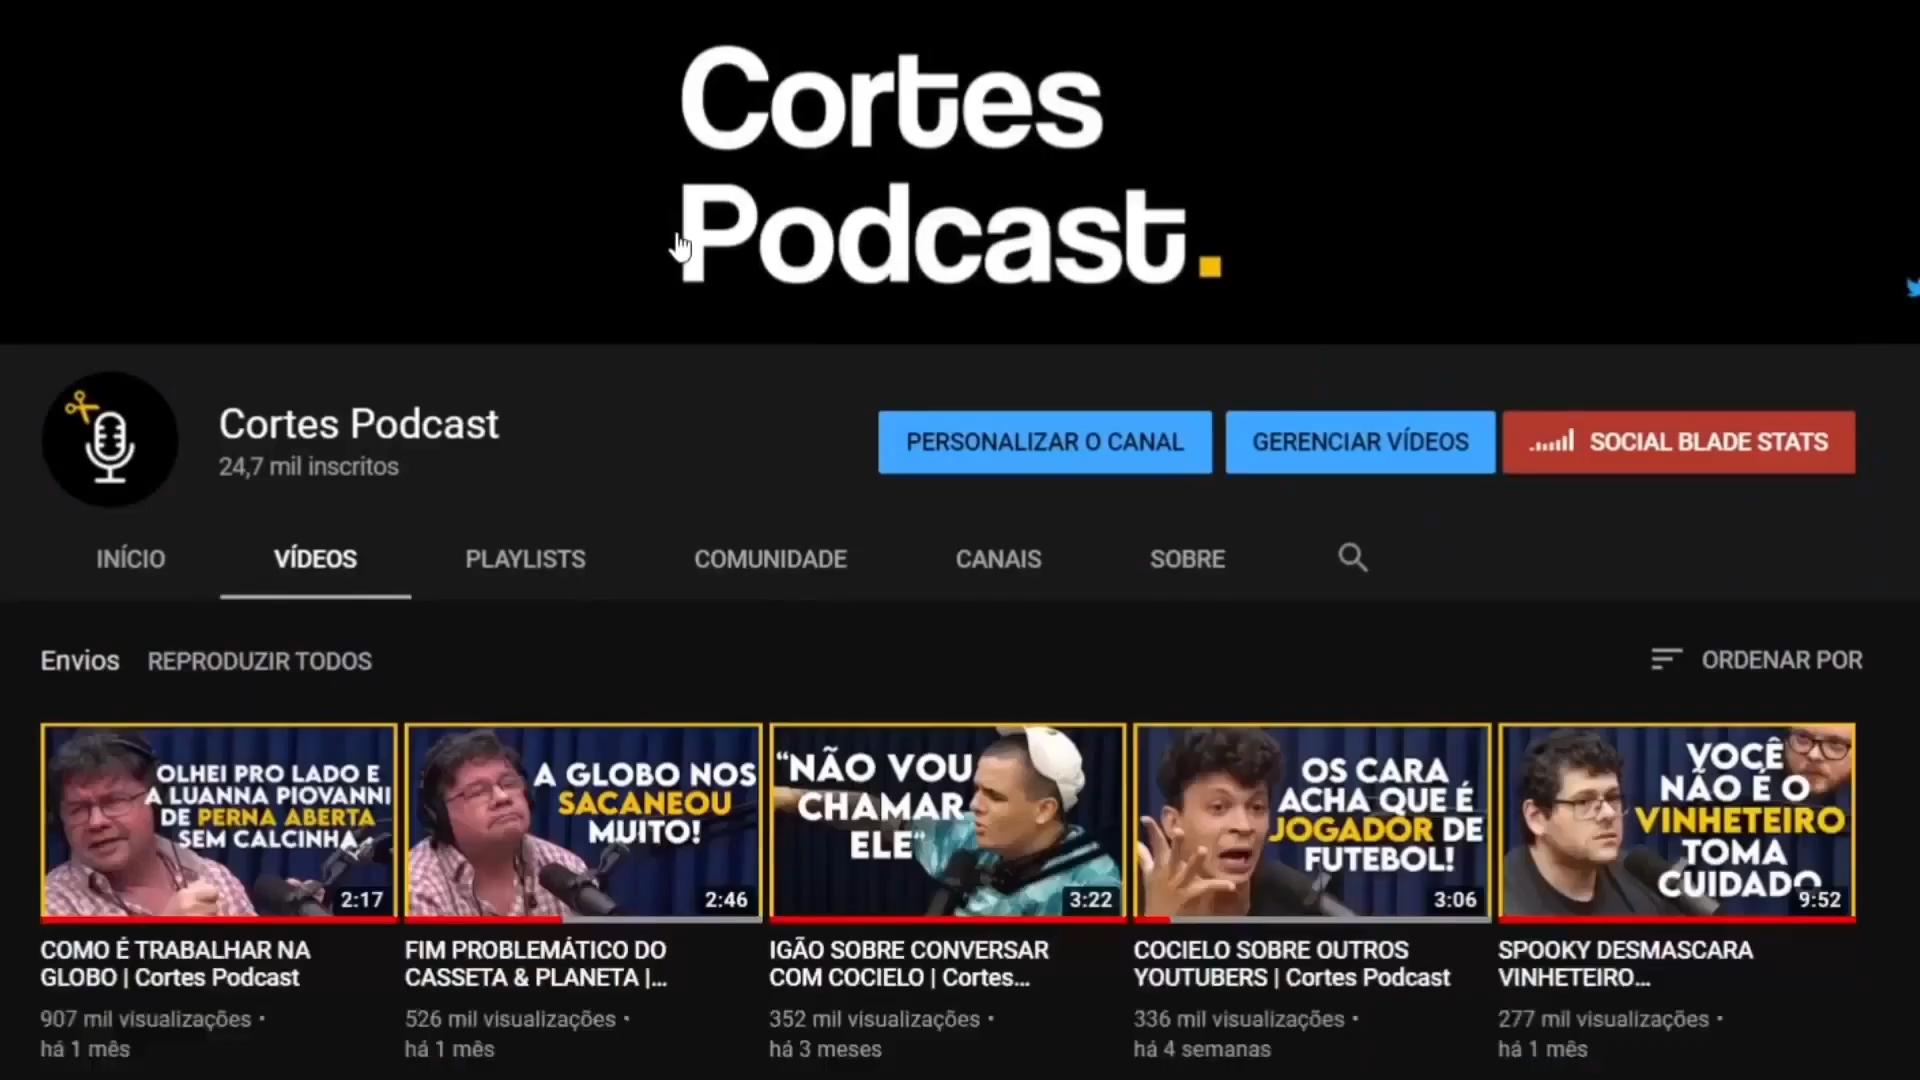 Cortes
Podcast.
Cortes Podcast
24,7 mil inscritos
PERSONALIZAR O CANAL
GERENCIAR VÍDEOS
SOCIAL BLADE STATS
INÍCIO
VÍDEOS
PLAYLISTS
COMUNIDADE
CANAIS
SOBRE
Envios
REPRODUZIR TODOS
ORDENAR POR
OLHEI PRO LADO E
A LUANNA PIOVANNI
DE PERNA ABERTA
SEM CALCINHA
2:17
A GLOBO NOS
SACANEOU
MUITO!
2:46
“NÃO VOU
CHAMAR
ELE“
3:22
OS CARA
ACHA QUE É
JOGADOR DE
FUTEBOL!
3:06
VOCÊ
NÃO É O
VINHETEIRO
TOMA
CUIDADO
9:52
COMO É TRABALHAR NA
GLOBO | Cortes Podcast
907 mil visualizações •
há 1 mês
FIM PROBLEMÁTICO DO
CASSETA & PLANETA |...
526 mil visualizações •
há 1 mês
IGÃO SOBRE CONVERSAR
COM COCIELO | Cortes...
352 mil visualizações •
há 3 meses
COCIELO SOBRE OUTROS
YOUTUBERS | Cortes Podcast
336 mil visualizações •
há 4 semanas
SPOOKY DESMASCARA
VINHETEIRO...
277 mil visualizações •
há 1 mês